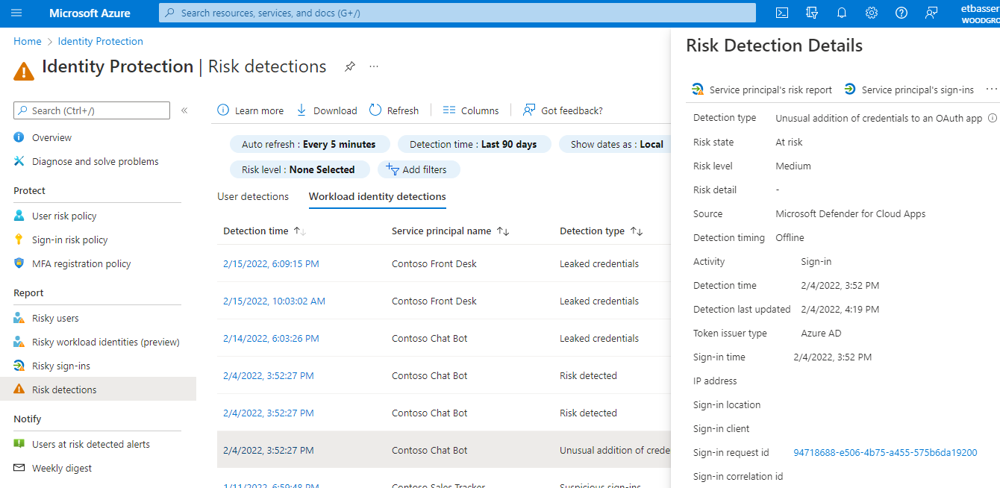 Microsoft Azure
Search resources, services, and docs (G+/)
etbasser
WOODGRO
Home > Identity Protection
Identity Protection | Risk detections
...
Search (Ctrl+/)
«
Overview
Diagnose and solve problems
Protect
User risk policy
Sign-in risk policy
MFA registration policy
Report
Risky users
Risky workload identities (preview)
Risky sign-ins
Risk detections
Notify
Users at risk detected alerts
Weekly digest
Learn more
Download
Refresh
Columns
Got feedback?
Auto refresh : Every 5 minutes
Detection time : Last 90 days
Show dates as : Local
Risk level : None Selected
Add filters
User detections
Workload identity detections
Detection time ↑↓ Service principal name ↑↓ Detection type ↑↓
2/15/2022, 6:09:15 PM Contoso Front Desk Leaked credentials
2/15/2022, 10:03:02 AM Contoso Front Desk Leaked credentials
2/14/2022, 6:03:26 PM Contoso Chat Bot Leaked credentials
2/4/2022, 3:52:27 PM Contoso Chat Bot Risk detected
2/4/2022, 3:52:27 PM Contoso Chat Bot Risk detected
2/4/2022, 3:52:27 PM Contoso Chat Bot Unusual addition of crede
1/11/2022, 6:59:48 PM Contoso Sales Tracker Suspicious sign-ins
Risk Detection Details
Service principal's risk report
Service principal's sign-ins
...
Detection type Unusual addition of credentials to an OAuth app
Risk state At risk
Risk level Medium
Risk detail -
Source Microsoft Defender for Cloud Apps
Detection timing Offline
Activity Sign-in
Detection time 2/4/2022, 3:52 PM
Detection last updated 2/4/2022, 4:19 PM
Token issuer type Azure AD
Sign-in time 2/4/2022, 3:52 PM
IP address
Sign-in location
Sign-in client
Sign-in request id 94718688-e506-4b75-a455-575b6da19200
Sign-in correlation id